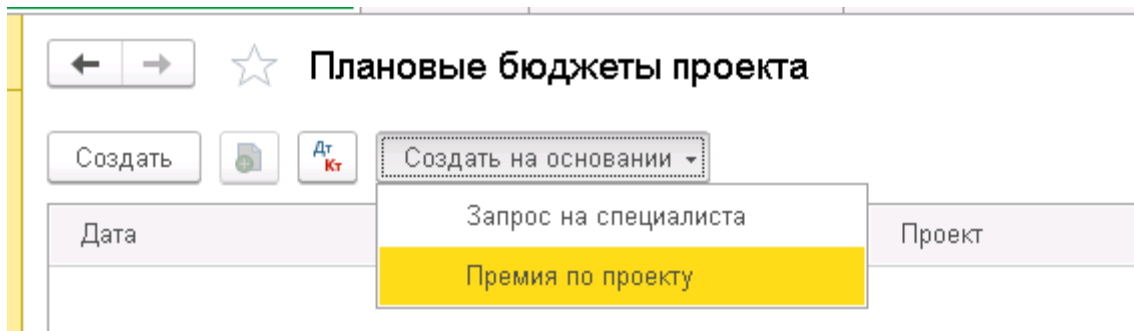 Плановые бюджеты проекта
Создать
Дт
Кт
Создать на основании
Запрос на специалиста
Дата
Проект
Премия по проекту